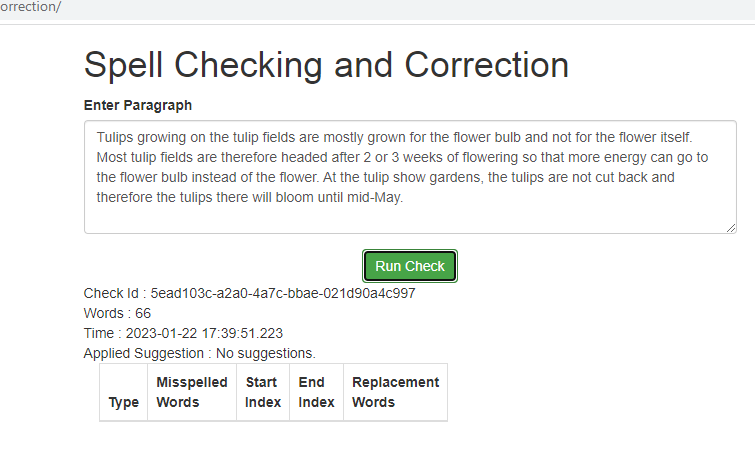 orrection/
Spell Checking and Correction
Enter Paragraph
Tulips growing on the tulip fields are mostly grown for the flower bulb and not for the flower itself.
Most tulip fields are therefore headed after 2 or 3 weeks of flowering so that more energy can go to
the flower bulb instead of the flower. At the tulip show gardens, the tulips are not cut back and
therefore the tulips there will bloom until mid-May.
Run Check
Check Id : 5ead103c-a2a0-4a7c-bbae-021d90a4c997
Words : 66
Time : 2023-01-22 17:39:51.223
Applied Suggestion : No suggestions.
Misspelled Start End Replacement
Type Words Index Index Words